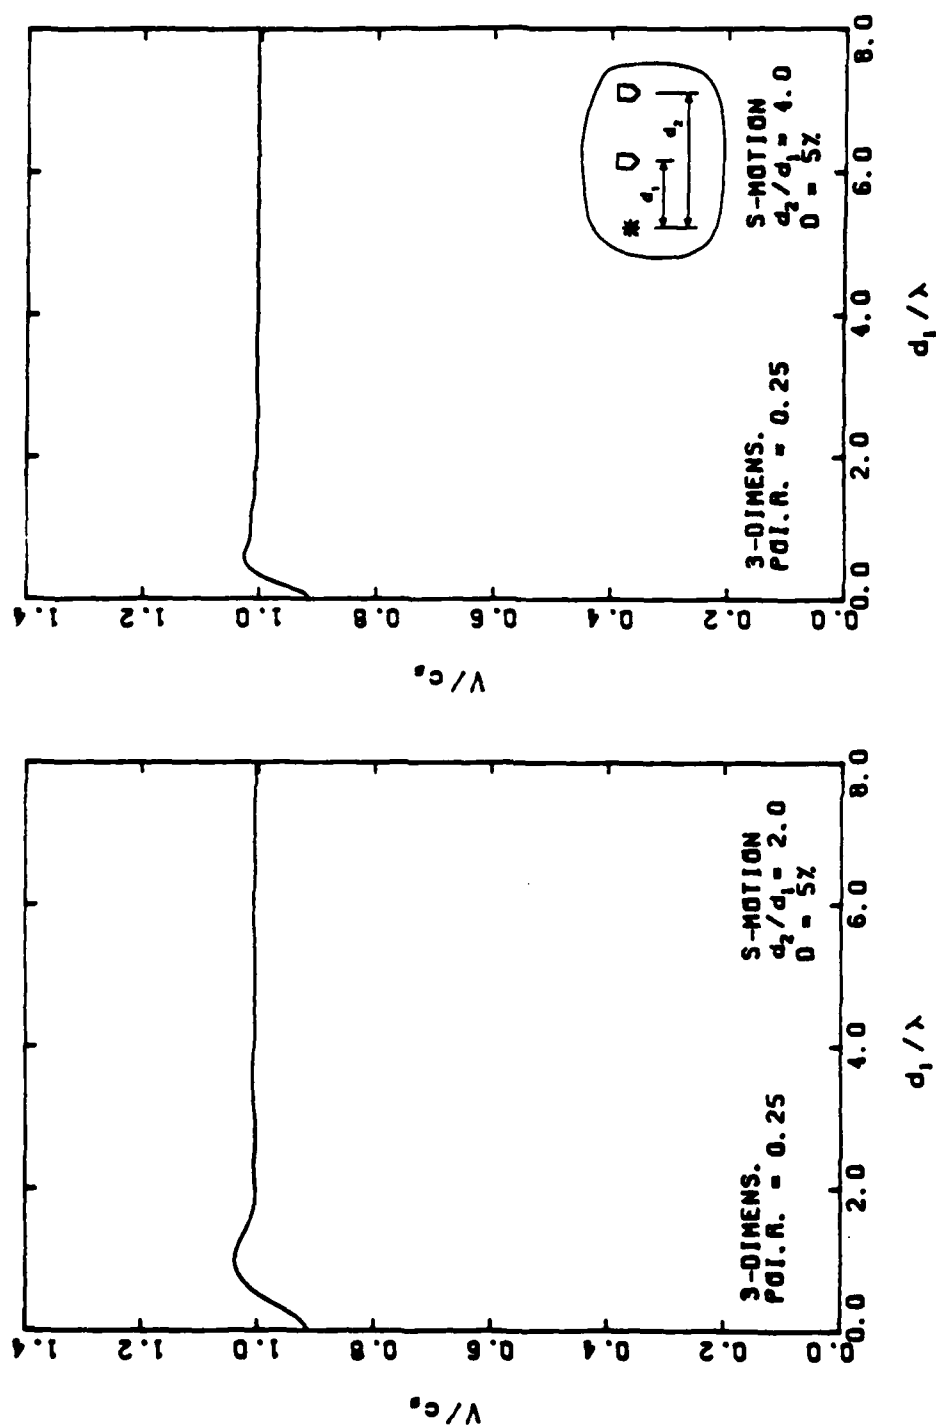 V/cₛ
1.4
1.2
1.0
0.8
0.6
0.4
0.2
0.0
0.0
2.0
4.0
6.0
8.0
3-DIMENS.
POI.R. = 0.25
S-MOTION
d₂/d₁ = 2.0
D = 5%
d₁/λ
V/cₛ
1.4
1.2
1.0
0.8
0.6
0.4
0.2
0.0
0.0
2.0
4.0
6.0
8.0
d₁
d₂
3-DIMENS.
POI.R. = 0.25
S-MOTION
d₂/d₁ = 4.0
D = 5%
d₁/λ